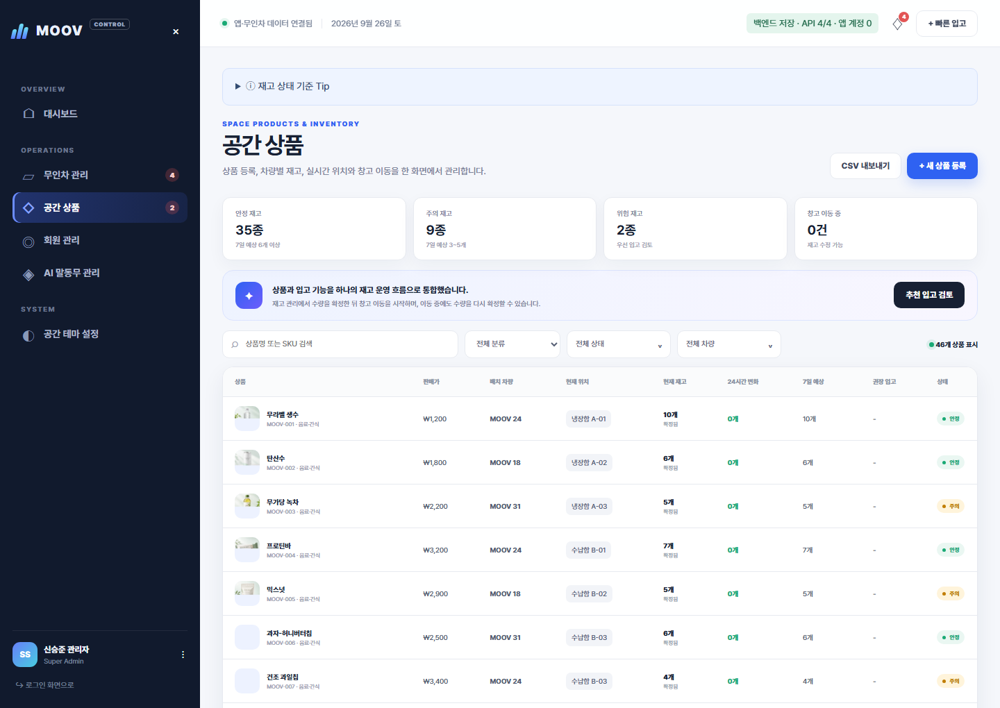 MOOV
CONTROL
×
OVERVIEW
대시보드
OPERATIONS
무인차 관리
4
공간 상품
2
회원 관리
AI 말동무 관리
SYSTEM
공간 테마 설정
SS
신승준 관리자
Super Admin
↪ 로그인 화면으로
앱·무인차 데이터 연결됨
2026년 9월 26일 토
백엔드 저장 · API 4/4 · 앱 계정 0
4
+ 빠른 입고
▶ ⓘ 재고 상태 기준 Tip
SPACE PRODUCTS & INVENTORY
공간 상품
상품 등록, 차량별 재고, 실시간 위치와 창고 이동을 한 화면에서 관리합니다.
CSV 내보내기
+ 새 상품 등록
안정 재고
35종
7일 예상 6개 이상
주의 재고
9종
7일 예상 3~5개
위험 재고
2종
우선 입고 검토
창고 이동 중
0건
재고 수정 가능
상품과 입고 기능을 하나의 재고 운영 흐름으로 통합했습니다.
재고 관리에서 수량을 확정한 뒤 창고 이동을 시작하며, 이동 중에도 수량을 다시 확정할 수 있습니다.
추천 입고 검토
상품명 또는 SKU 검색
전체 분류
전체 상태
전체 차량
46개 상품 표시
상품 판매가 배치 차량 현재 위치 현재 재고 24시간 변화 7일 예상 권장 입고 상태
무라벨 생수
MOOV-001 · 음료·간식
₩1,200 MOOV 24 냉장함 A-01 10개 확정됨 0개 10개 - 안정
탄산수
MOOV-002 · 음료·간식
₩1,800 MOOV 18 냉장함 A-02 6개 확정됨 0개 6개 - 안정
무가당 녹차
MOOV-003 · 음료·간식
₩2,200 MOOV 31 냉장함 A-03 5개 확정됨 0개 5개 - 주의
프로틴바
MOOV-004 · 음료·간식
₩3,200 MOOV 24 수납함 B-01 7개 확정됨 0개 7개 - 안정
믹스넛
MOOV-005 · 음료·간식
₩2,900 MOOV 18 수납함 B-02 5개 확정됨 0개 5개 - 주의
과자-허니버터칩
MOOV-006 · 음료·간식
₩2,500 MOOV 31 수납함 B-03 6개 확정됨 0개 6개 - 안정
건조 과일칩
MOOV-007 · 음료·간식
₩3,400 MOOV 24 수납함 B-03 4개 확정됨 0개 4개 - 주의